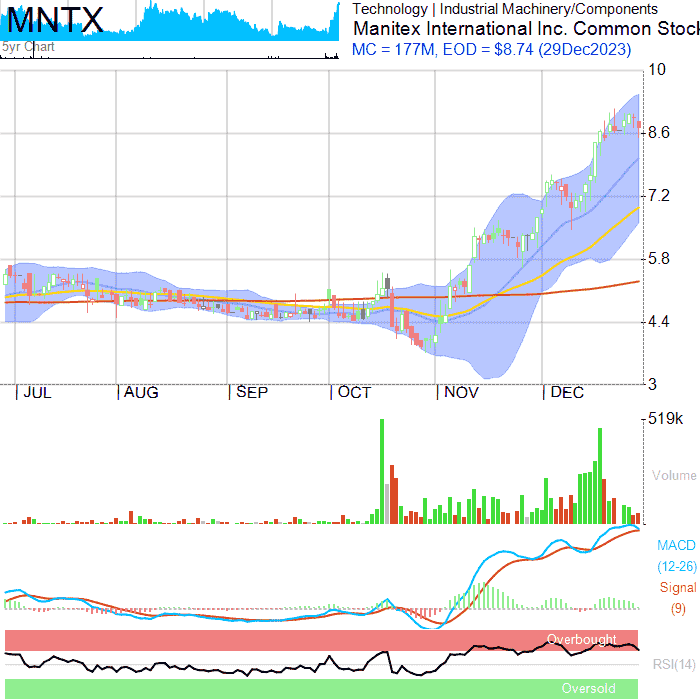 MNTX
5yr Chart
Technology | Industrial Machinery/Components
Manitex International Inc. Common Stock
MC = 177M, EOD = $8.74 (29Dec2023)
10
8.6
7.2
5.8
4.4
3
JUL AUG SEP OCT NOV DEC
519k
Volume
MACD
(12-26)
Signal
(9)
Overbought
RSI(14)
Oversold